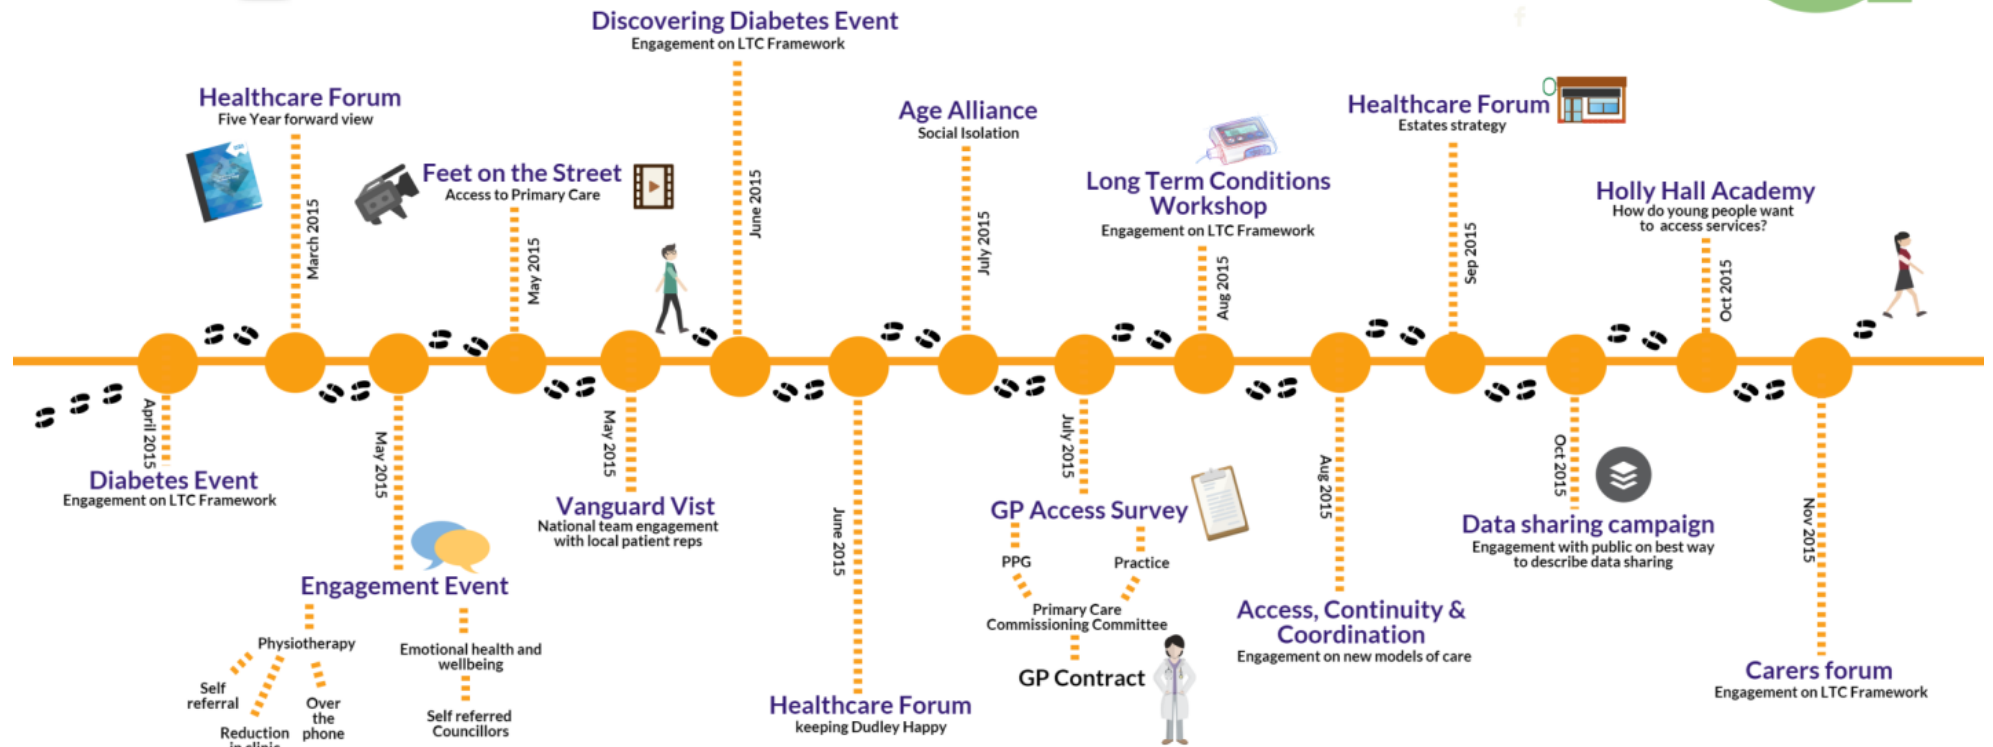 Discovering Diabetes Event
Engagement on LTC Framework
June 2015
Healthcare Forum
Five Year forward view
March 2015
Feet on the Street
Access to Primary Care
May 2015
Age Alliance
Social Isolation
July 2015
Long Term Conditions
Workshop
Engagement on LTC Framework
Aug 2015
Healthcare Forum
Estates strategy
Sep 2015
Holly Hall Academy
How do young people want
to access services?
Oct 2015
April 2015
Diabetes Event
Engagement on LTC Framework
May 2015
Engagement Event
Physiotherapy
Self
referral
Reduction
in clinic
Over
the
phone
Emotional health and
wellbeing
Self referred
Councillors
May 2015
Vanguard Vist
National team engagement
with local patient reps
June 2015
Healthcare Forum
keeping Dudley Happy
July 2015
GP Access Survey
PPG
Practice
Primary Care
Commissioning Committee
GP Contract
Aug 2015
Access, Continuity &
Coordination
Engagement on new models of care
Oct 2015
Data sharing campaign
Engagement with public on best way
to describe data sharing
Nov 2015
Carers forum
Engagement on LTC Framework